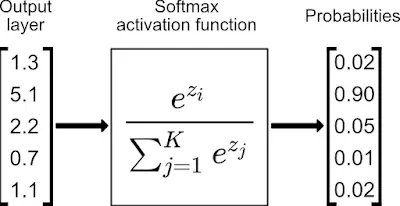 Output
layer
Softmax
activation function
Probabilities
1.3
5.1
2.2
0.7
1.1
e^{z_i}
\sum_{j=1}^{K} e^{z_j}
0.02
0.90
0.05
0.01
0.02